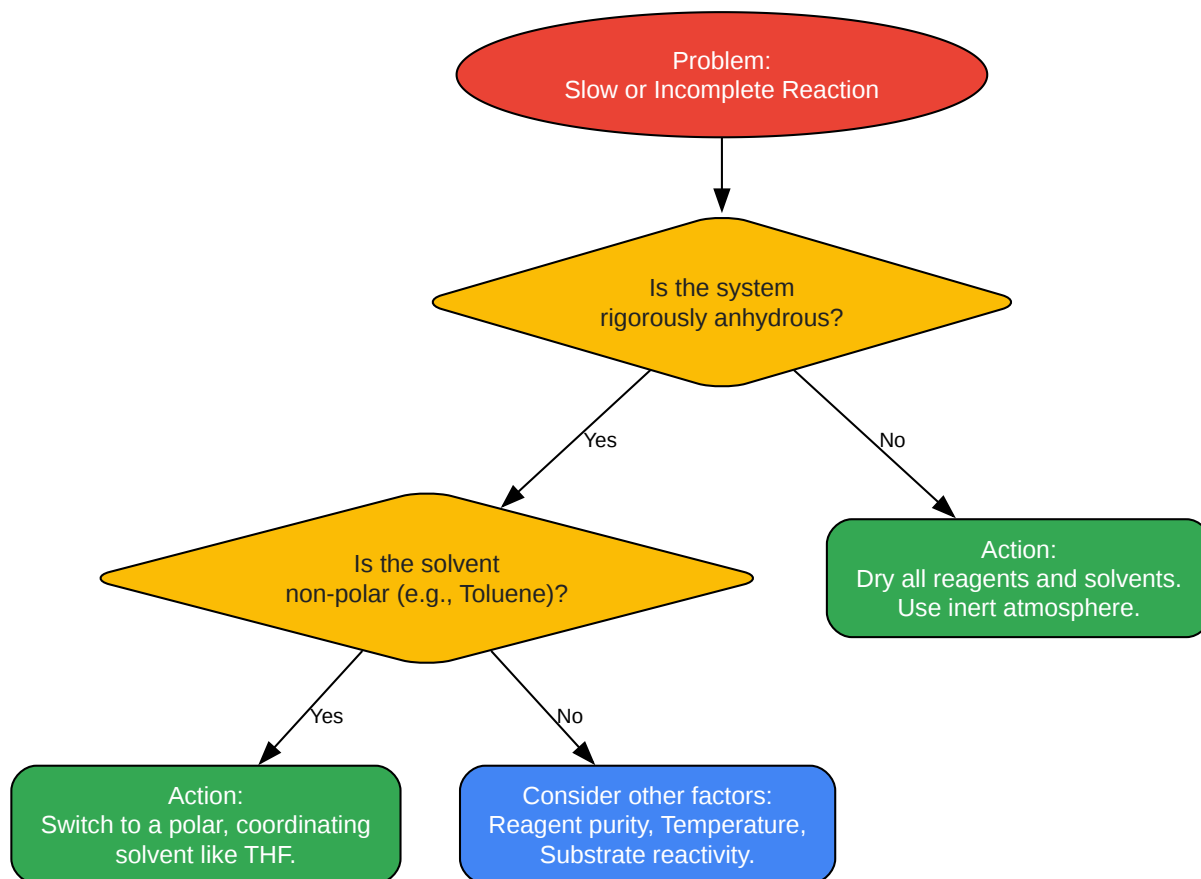 Problem:
Slow or Incomplete Reaction
Is the system
rigorously anhydrous?
Yes
No
Is the solvent
non-polar (e.g., Toluene)?
Action:
Dry all reagents and solvents.
Use inert atmosphere.
Yes
No
Action:
Switch to a polar, coordinating
solvent like THF.
Consider other factors:
Reagent purity, Temperature,
Substrate reactivity.